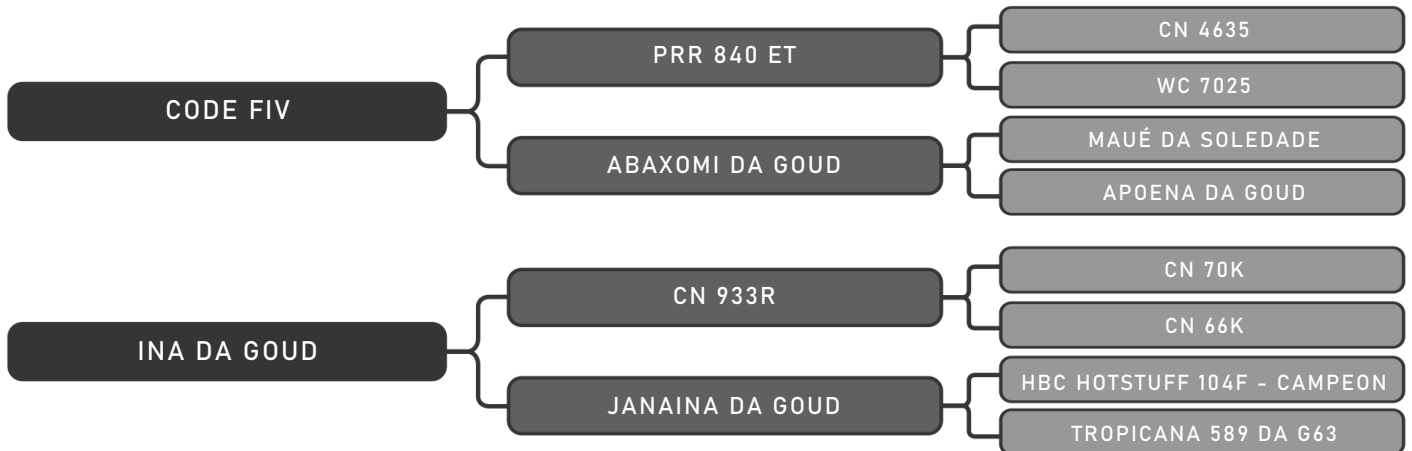 CODE FIV
PRR 840 ET
CN 4635
WC 7025
ABAXOMI DA GOUD
MAUÉ DA SOLEDADE
APOENA DA GOUD
INA DA GOUD
CN 933R
CN 70K
CN 66K
JANAINA DA GOUD
HBC HOTSTUFF 104F - CAMPEON
TROPICANA 589 DA G63